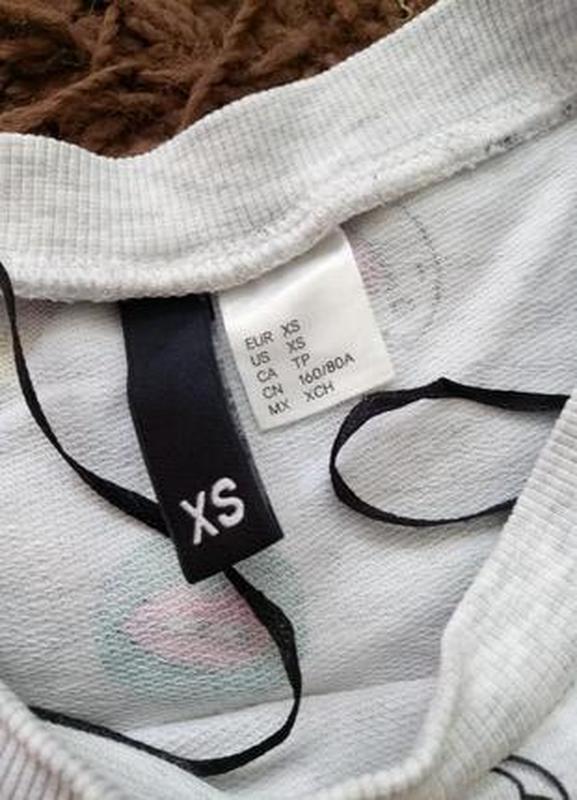 EUR XS
US XS
CA TP
CN 160/80A
MX XCH
XS